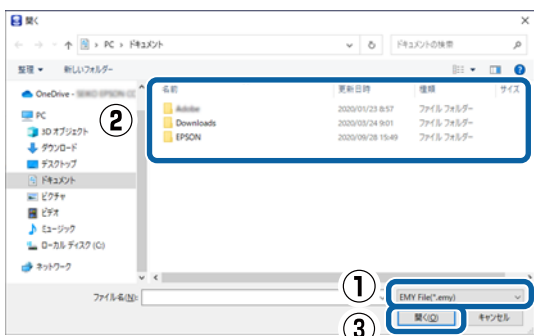 開く
PC > ドキュメント
ドキュメントの検索
整理 新しいフォルダー
名前 更新日時 種類 サイズ
OneDrive - SEIKO EPSON CO
PC
3D オブジェクト
ダウンロード
デスクトップ
ドキュメント
ピクチャ
ビデオ
ミュージック
ローカル ディスク (C:)
ネットワーク
②
2020/01/23 8:57 ファイル フォルダー
Downloads 2020/03/24 9:01 ファイル フォルダー
EPSON 2020/09/28 15:49 ファイル フォルダー
①
ファイル名(N):
EMY File(*.emy)
③
開く(O) キャンセル